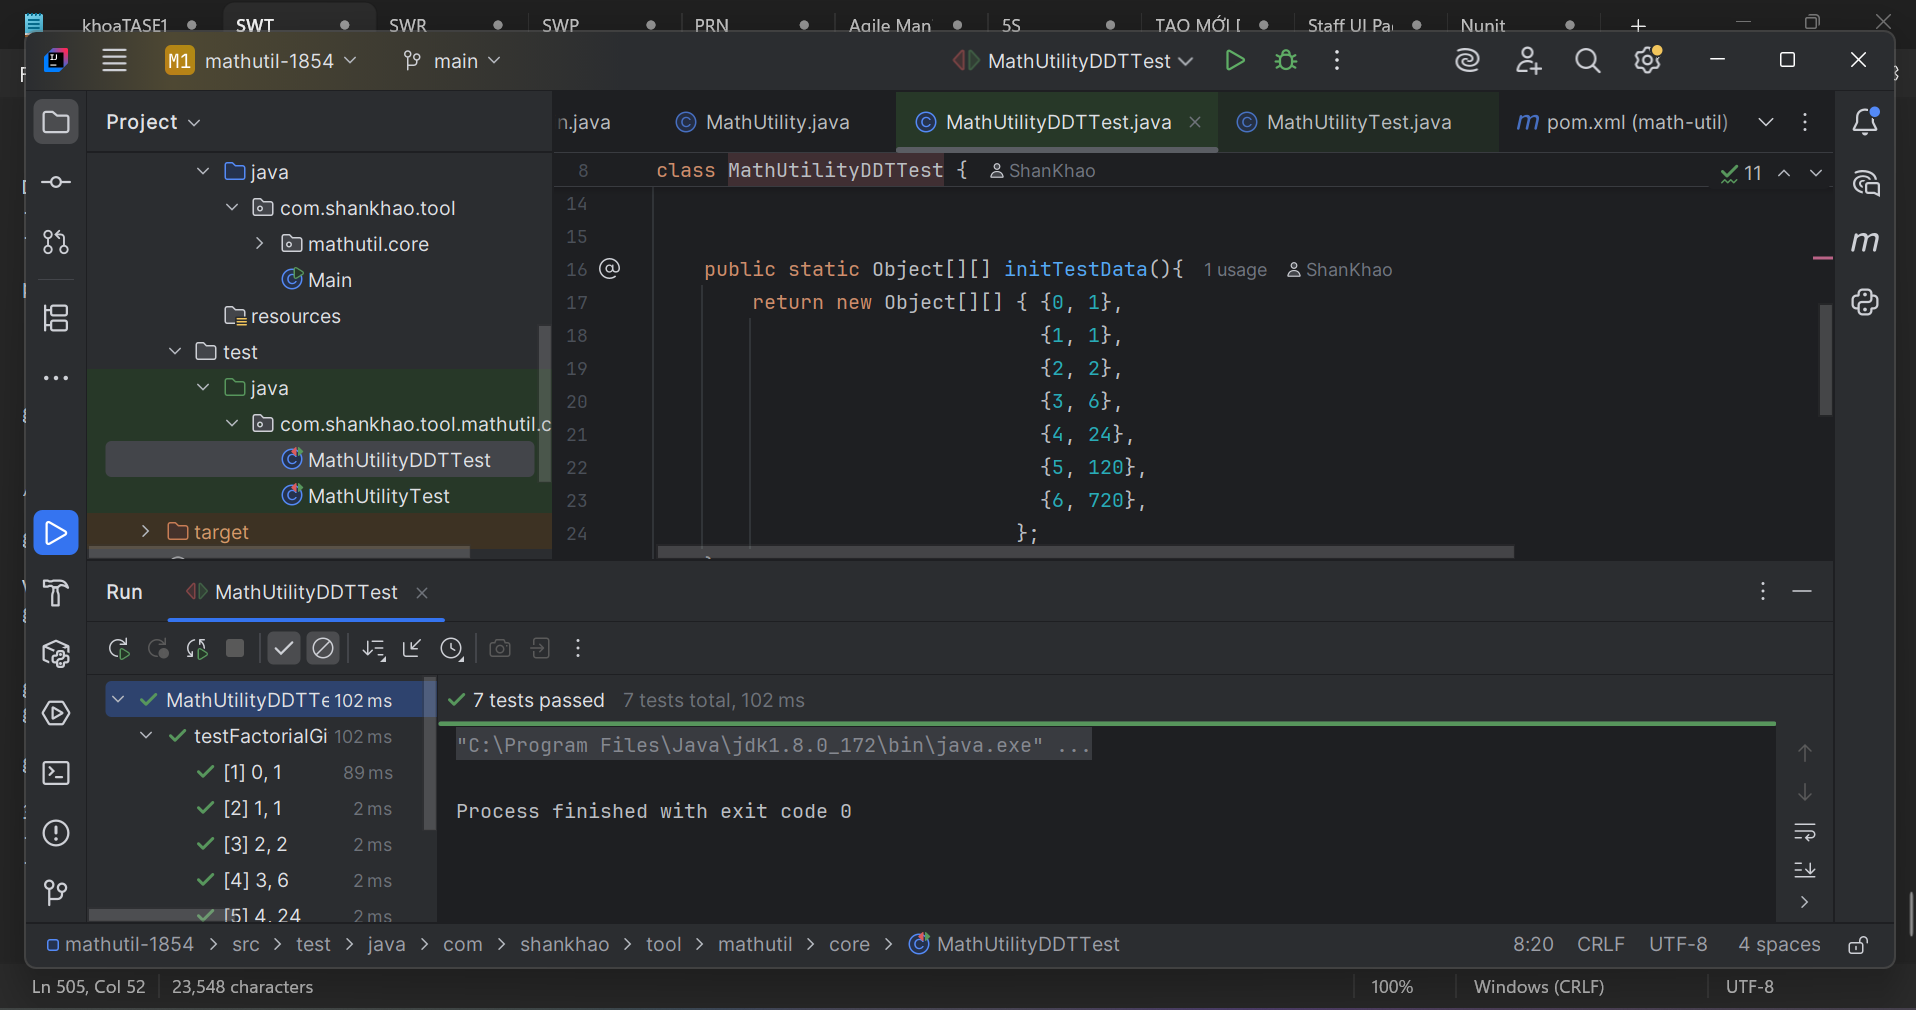 khoaTASE1 SWT SWR SWP PRN Agile Man 5S TẠO MỚI Staff UI Pa Nunit
M1 mathutil-1854 main MathUtilityDDTTest
Project
n.java MathUtility.java MathUtilityDDTTest.java MathUtilityTest.java pom.xml (math-util)
java
com.shankhao.tool
mathutil.core
Main
resources
test
java
com.shankhao.tool.mathutil.c
MathUtilityDDTTest
MathUtilityTest
target
8 class MathUtilityDDTTest { ShanKhao 11
14
15
16 public static Object[][] initTestData(){ 1 usage ShanKhao
17 return new Object[][] { {0, 1},
18 {1, 1},
19 {2, 2},
20 {3, 6},
21 {4, 24},
22 {5, 120},
23 {6, 720},
24 };
Run MathUtilityDDTTest
MathUtilityDDTTe 102 ms
testFactorialGi 102 ms
[1] 0, 1 89 ms
[2] 1, 1 2 ms
[3] 2, 2 2 ms
[4] 3, 6 2 ms
[5] 4, 24 2 ms
7 tests passed 7 tests total, 102 ms
"C:\Program Files\Java\jdk1.8.0_172\bin\java.exe" ...
Process finished with exit code 0
mathutil-1854 > src > test > java > com > shankhao > tool > mathutil > core > MathUtilityDDTTest 8:20 CRLF UTF-8 4 spaces
Ln 505, Col 52 23,548 characters 100% Windows (CRLF) UTF-8